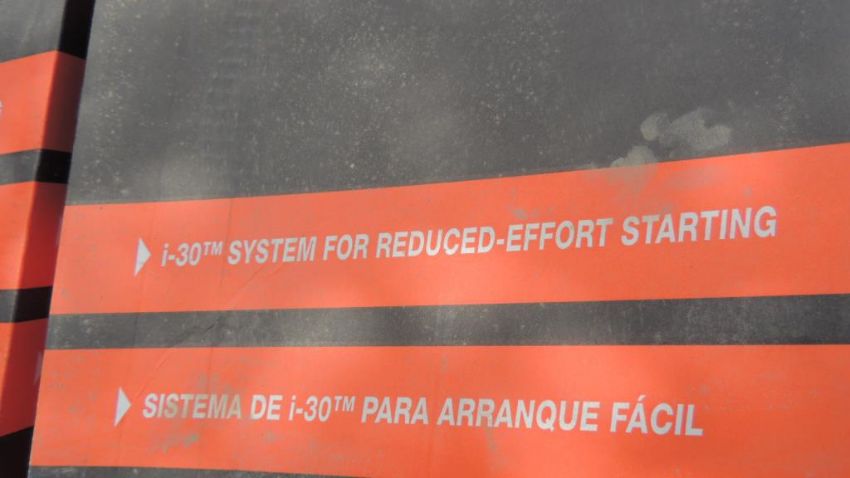 i-30™ SYSTEM FOR REDUCED-EFFORT STARTING
SISTEMA DE i-30™ PARA ARRANQUE FÁCIL